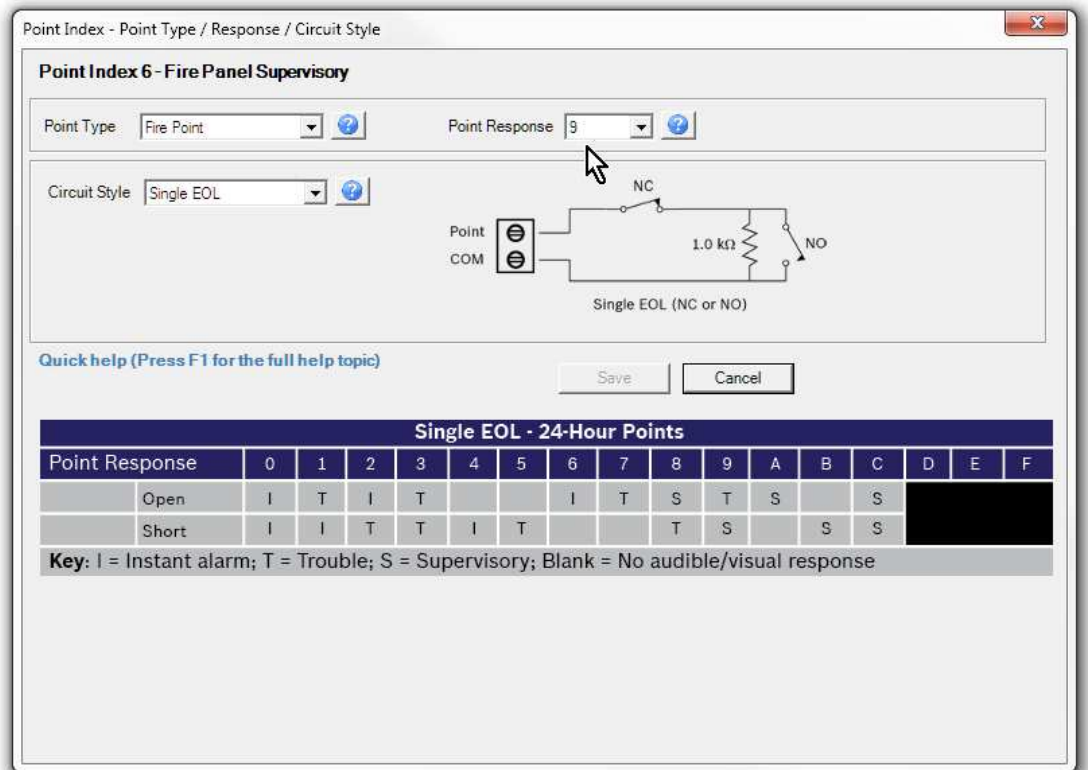 Point Index - Point Type / Response / Circuit Style
Point Index 6 - Fire Panel Supervisory
Point Type Fire Point Point Response 9
Circuit Style Single EOL
NC
Point
1.0 kΩ NO
COM
Single EOL (NC or NO)
Quick help (Press F1 for the full help topic)
Save Cancel
Single EOL - 24-Hour Points
Point Response 0 1 2 3 4 5 6 7 8 9 A B C D E F
Open I T I T I T S T S S
Short I I T T I T T S S S
Key: I = Instant alarm; T = Trouble; S = Supervisory; Blank = No audible/visual response